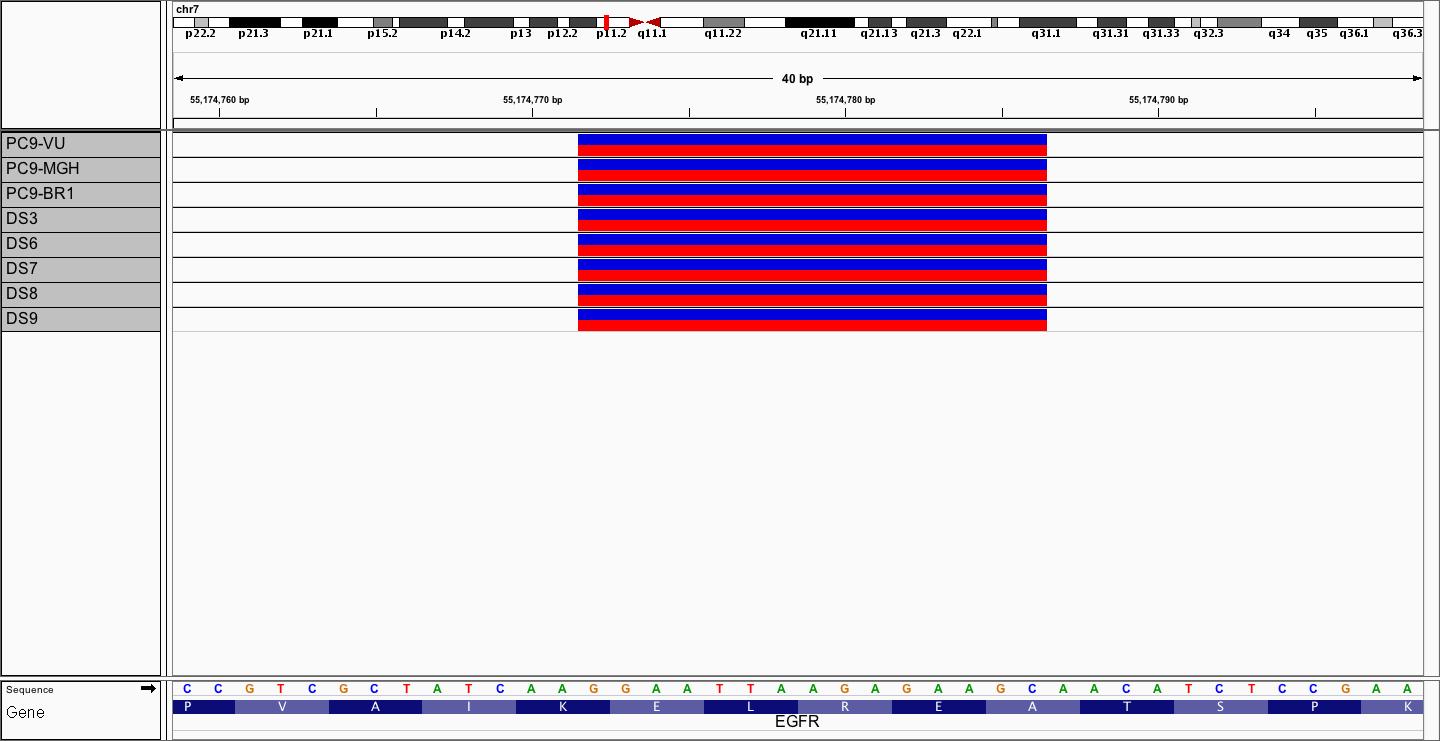 chr7
p22.2 p21.3 p21.1 p15.2 p14.2 p13 p12.2 p11.2 q11.1 q11.22 q21.11 q21.13 q21.3 q22.1 q31.1 q31.31 q31.33 q32.3 q34 q35 q36.1 q36.3
40 bp
55,174,760 bp 55,174,770 bp 55,174,780 bp 55,174,790 bp
PC9-VU
PC9-MGH
PC9-BR1
DS3
DS6
DS7
DS8
DS9
Sequence C C G T C G C T A T C A A G G A A T T A A G A G A A G C A A C A T C T C C G A A
Gene P V A I K E L R E A T S P K
EGFR